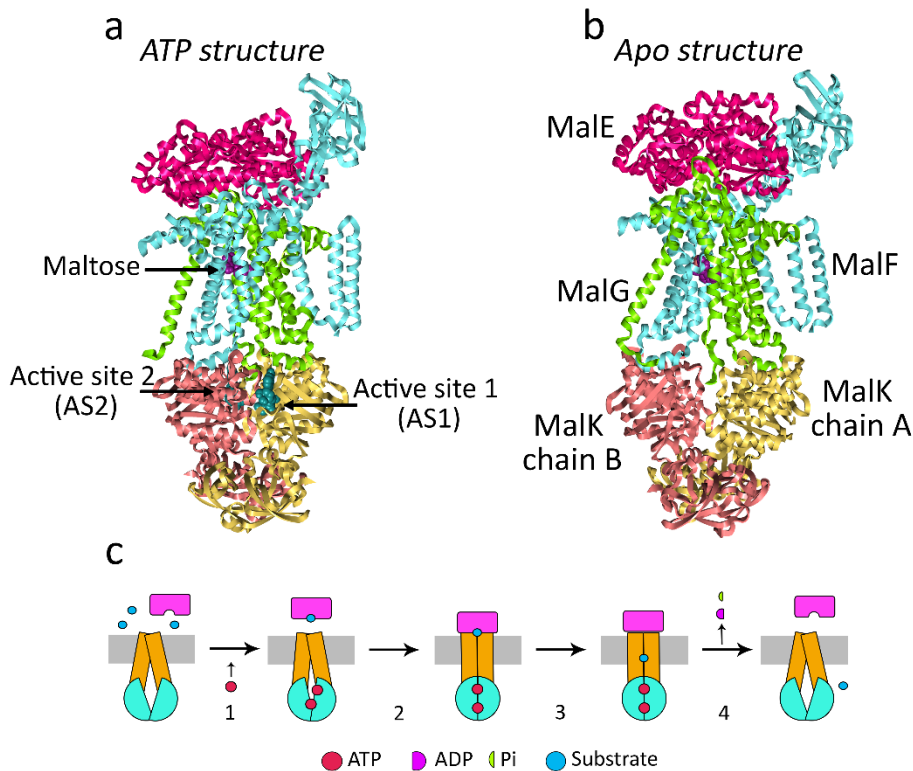 a
ATP structure
b
Apo structure
MalE
Maltose
MalG
MalF
Active site 2
(AS2)
Active site 1
(AS1)
MalK
chain B
MalK
chain A
c
1
2
3
4
ATP
ADP
Pi
Substrate